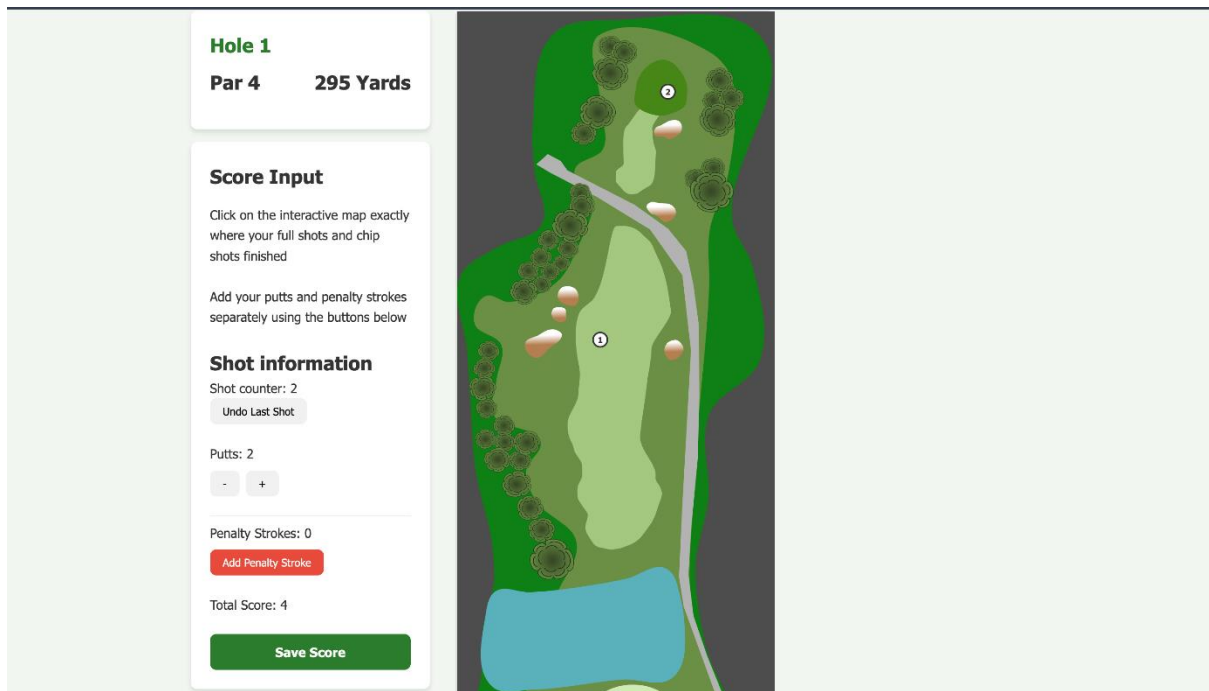 Hole 1
Par 4 295 Yards
Score Input
Click on the interactive map exactly
where your full shots and chip
shots finished
Add your putts and penalty strokes
separately using the buttons below
Shot information
Shot counter: 2
Undo Last Shot
Putts: 2
- +
Penalty Strokes: 0
Add Penalty Stroke
Total Score: 4
Save Score
2
1